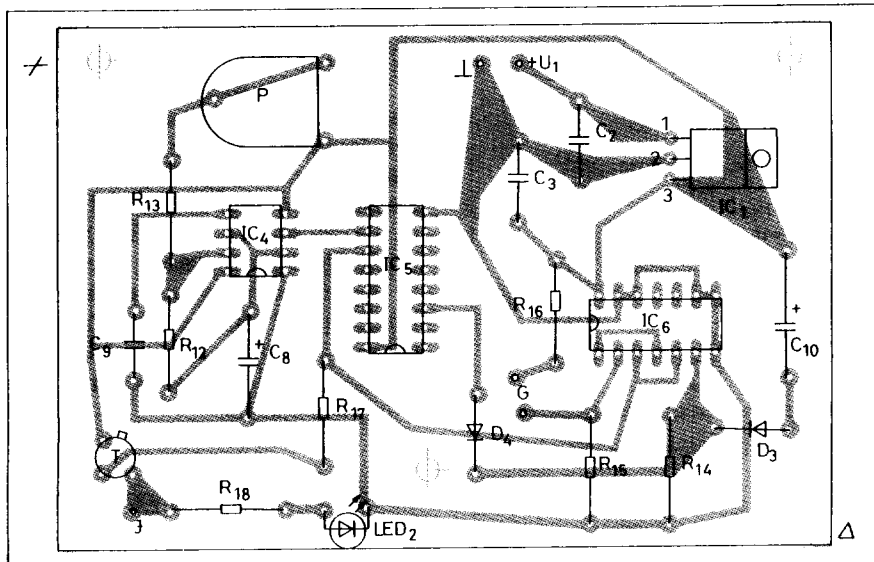 ⊥ +U1
P
C2
1
2
C3
3
IC1
R13
IC4
IC5
R16
IC6
+
C10
C9
R12
+
C8
G
R17
D4
R15
R14
D3
T
R18
J
LED2
Δ